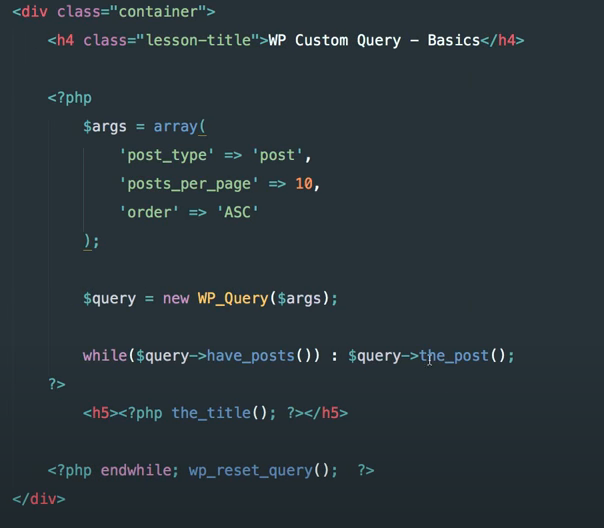 <div class="container">
<h4 class="lesson-title">WP Custom Query – Basics</h4>
<?php
$args = array(
'post_type' => 'post',
'posts_per_page' => 10,
'order' => 'ASC'
);
$query = new WP_Query($args);
while($query->have_posts()) : $query->the_post();
?>
<h5><?php the_title(); ?></h5>
<?php endwhile; wp_reset_query();  ?>
</div>